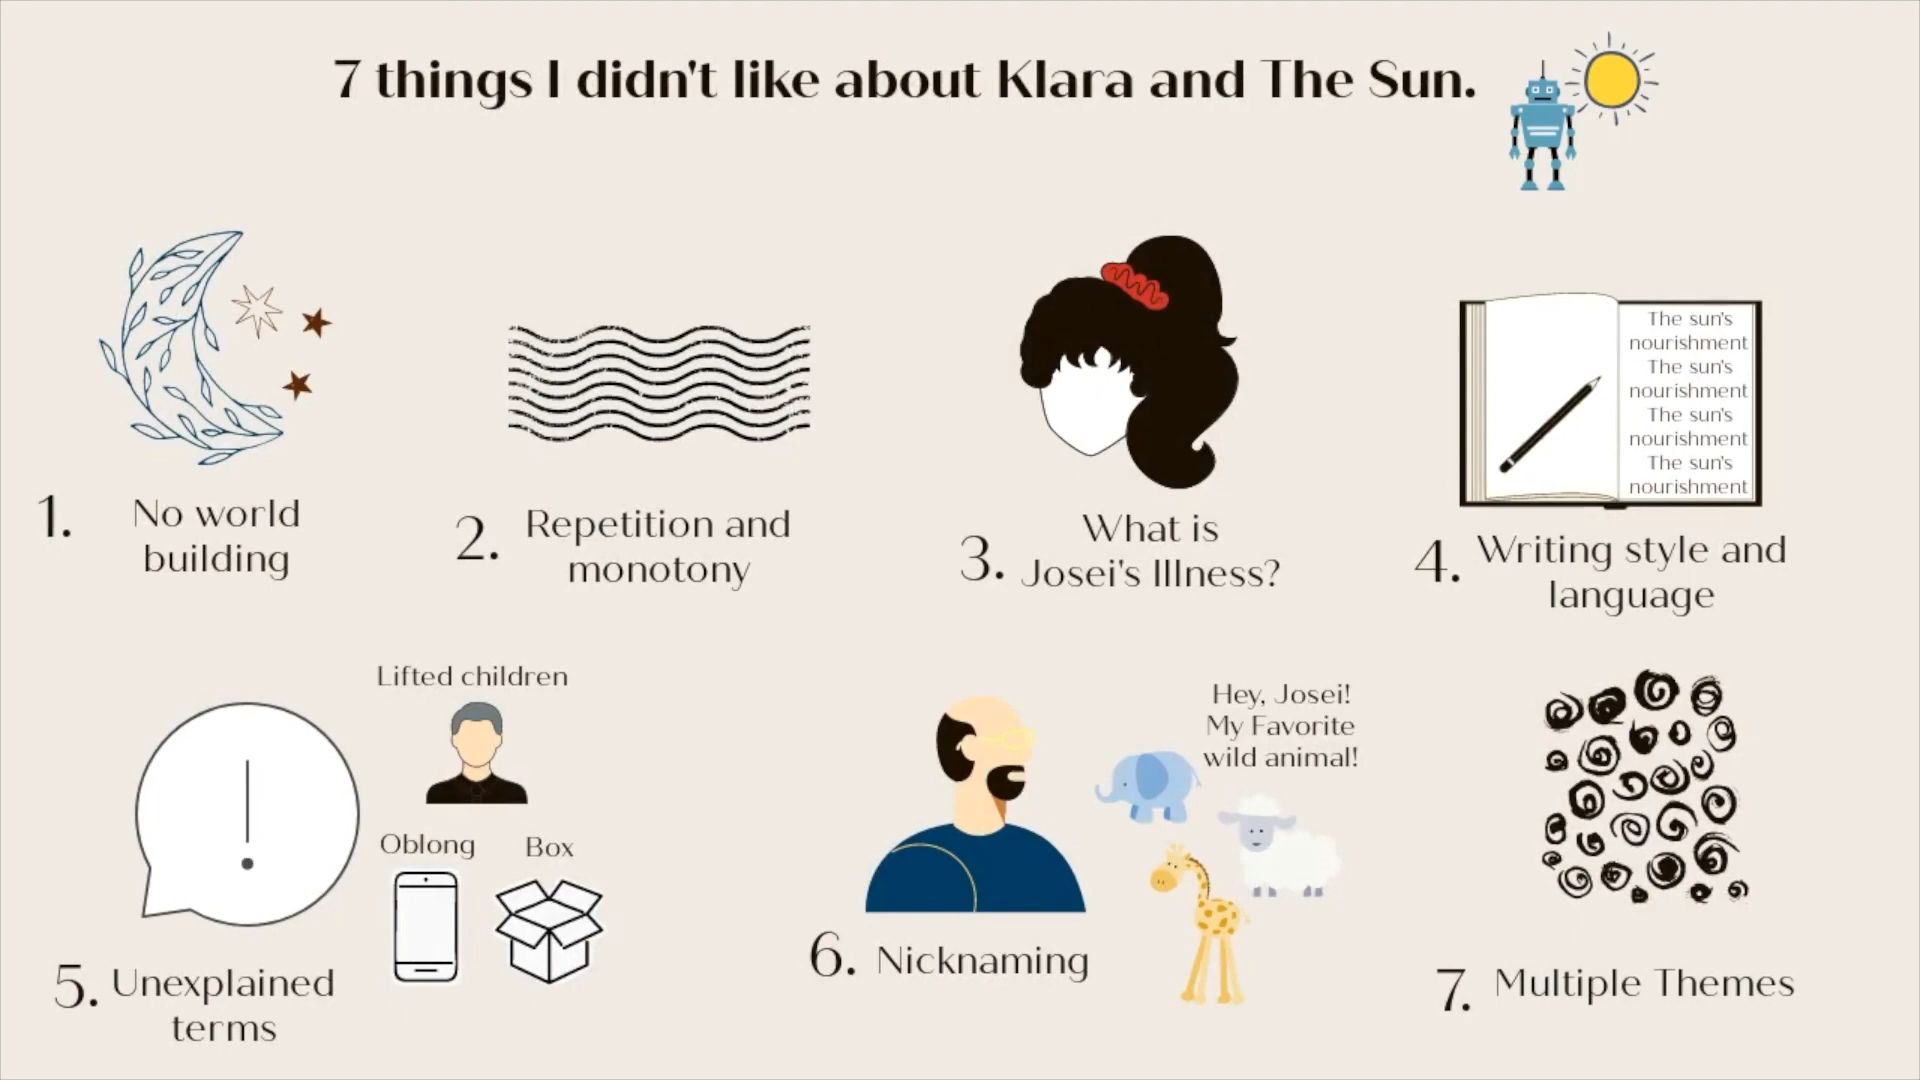 7 things I didn't like about Klara and The Sun.
1. No world
building
2. Repetition and
monotony
3. What is
Josei's Illness?
The sun's
nourishment
The sun's
nourishment
The sun's
nourishment
The sun's
nourishment
4. Writing style and
language
Lifted children
Oblong
Box
5. Unexplained
terms
Hey, Josei!
My Favorite
wild animal!
6. Nicknaming
7. Multiple Themes